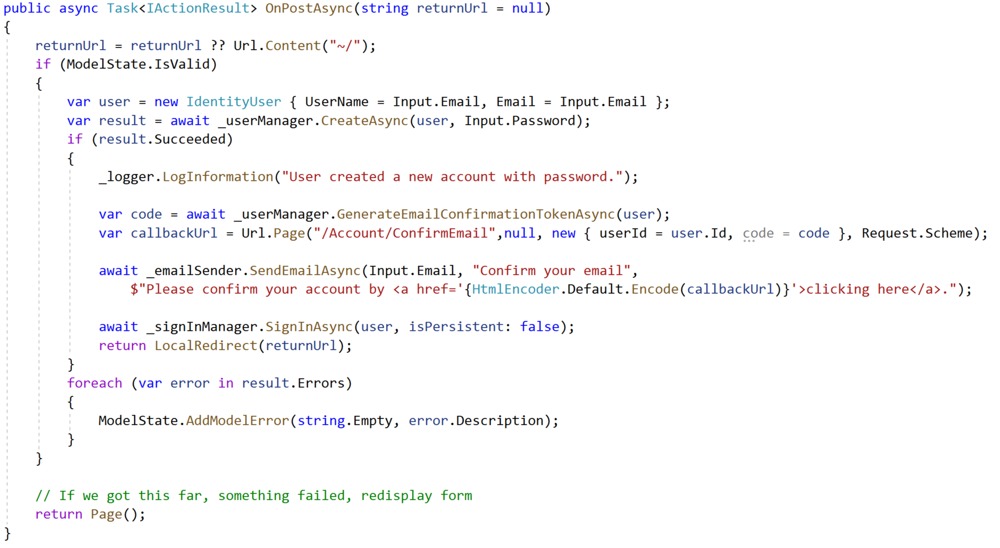 public async Task<IActionResult> OnPostAsync(string returnUrl = null)
{
    returnUrl = returnUrl ?? Url.Content("~/");
    if (ModelState.IsValid)
    {
        var user = new IdentityUser { UserName = Input.Email, Email = Input.Email };
        var result = await _userManager.CreateAsync(user, Input.Password);
        if (result.Succeeded)
        {
            _logger.LogInformation("User created a new account with password.");

            var code = await _userManager.GenerateEmailConfirmationTokenAsync(user);
            var callbackUrl = Url.Page("/Account/ConfirmEmail",null, new { userId = user.Id, code = code }, Request.Scheme);

            await _emailSender.SendEmailAsync(Input.Email, "Confirm your email",
                $"Please confirm your account by <a href='{HtmlEncoder.Default.Encode(callbackUrl)}'>clicking here</a>.");

            await _signInManager.SignInAsync(user, isPersistent: false);
            return LocalRedirect(returnUrl);
        }
        foreach (var error in result.Errors)
        {
            ModelState.AddModelError(string.Empty, error.Description);
        }
    }

    // If we got this far, something failed, redisplay form
    return Page();
}